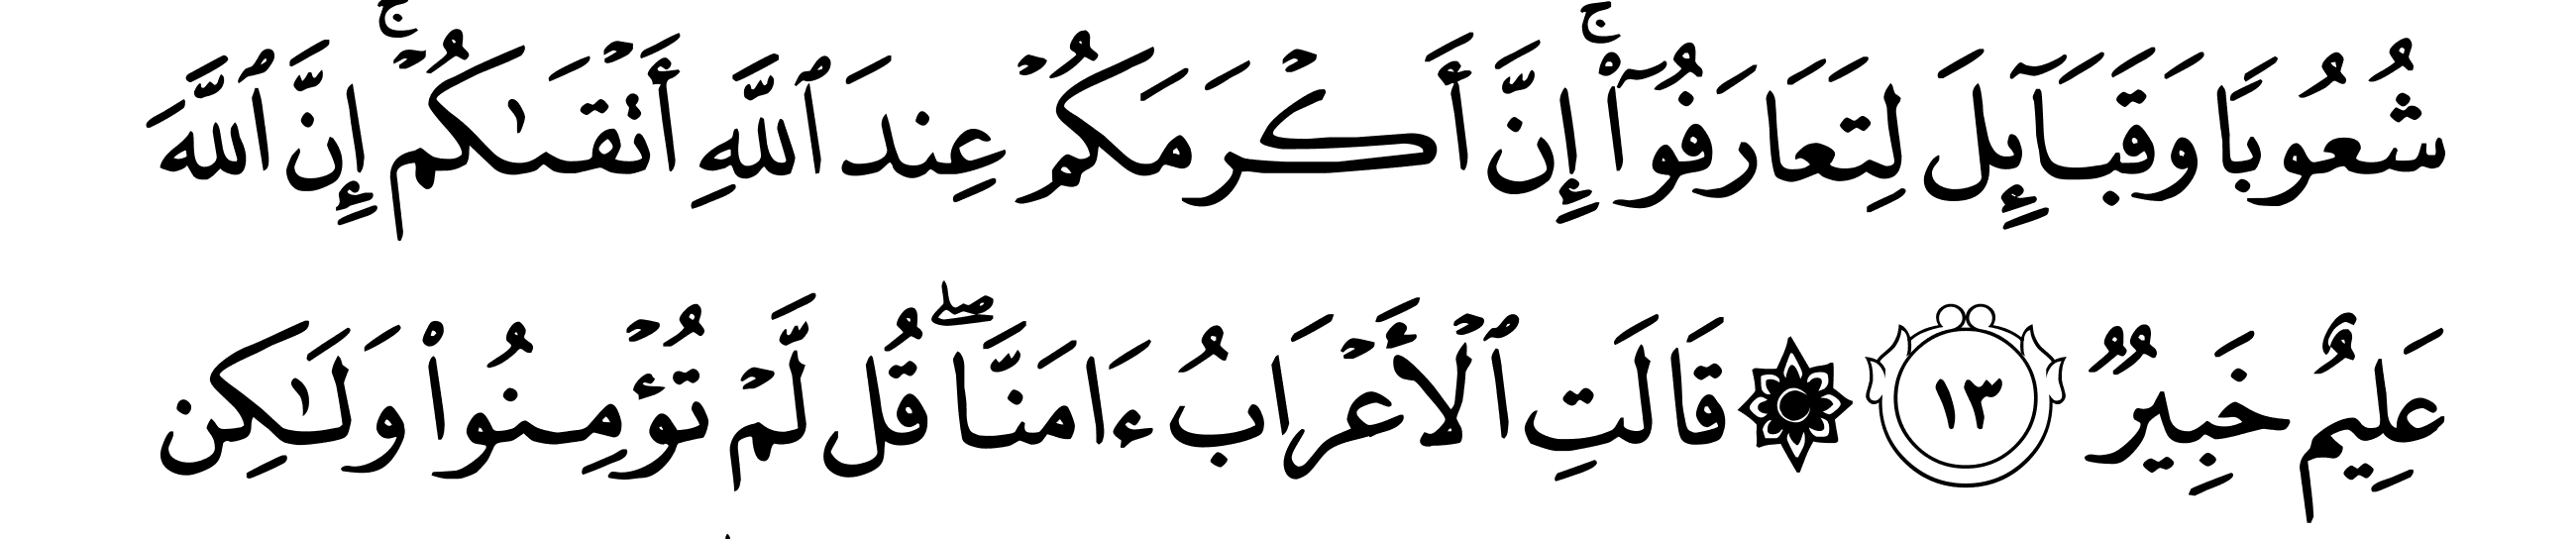 شُعُوبًا وَقَبَآئِلَ لِتَعَارَفُوٓا۟ ۚ إِنَّ أَكْرَمَكُمْ عِندَ ٱللَّهِ أَتْقَىٰكُمْ ۚ إِنَّ ٱللَّهَ
عَلِيمٌ خَبِيرٌ ١٣ ۞ قَالَتِ ٱلْأَعْرَابُ ءَامَنَّا ۖ قُل لَّمْ تُؤْمِنُوا۟ وَلَـٰكِن